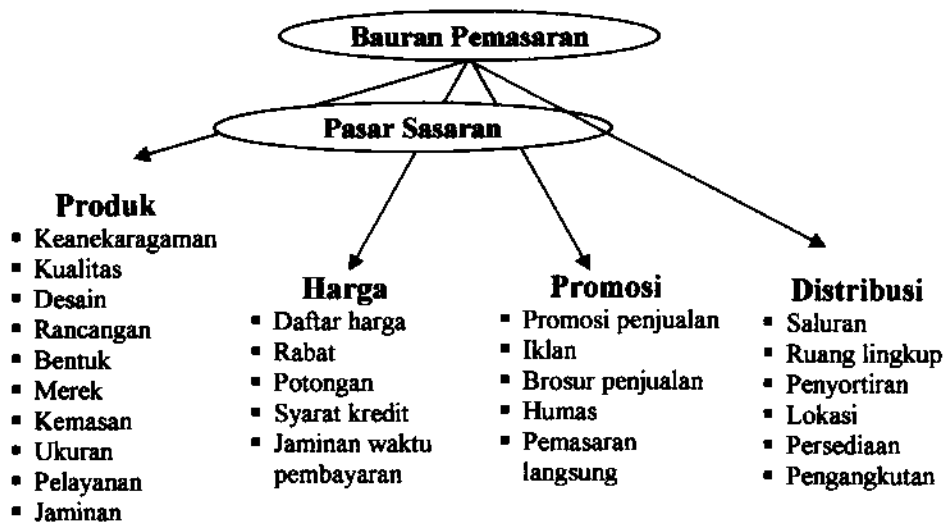 Bauran Pemasaran
Pasar Sasaran
Produk
▪ Keanekaragaman
▪ Kualitas
▪ Desain
▪ Rancangan
▪ Bentuk
▪ Merek
▪ Kemasan
▪ Ukuran
▪ Pelayanan
▪ Jaminan
Harga
▪ Daftar harga
▪ Rabat
▪ Potongan
▪ Syarat kredit
▪ Jaminan waktu
pembayaran
Promosi
▪ Promosi penjualan
▪ Iklan
▪ Brosur penjualan
▪ Humas
▪ Pemasaran
langsung
Distribusi
▪ Saluran
▪ Ruang lingkup
▪ Penyortiran
▪ Lokasi
▪ Persediaan
▪ Pengangkutan